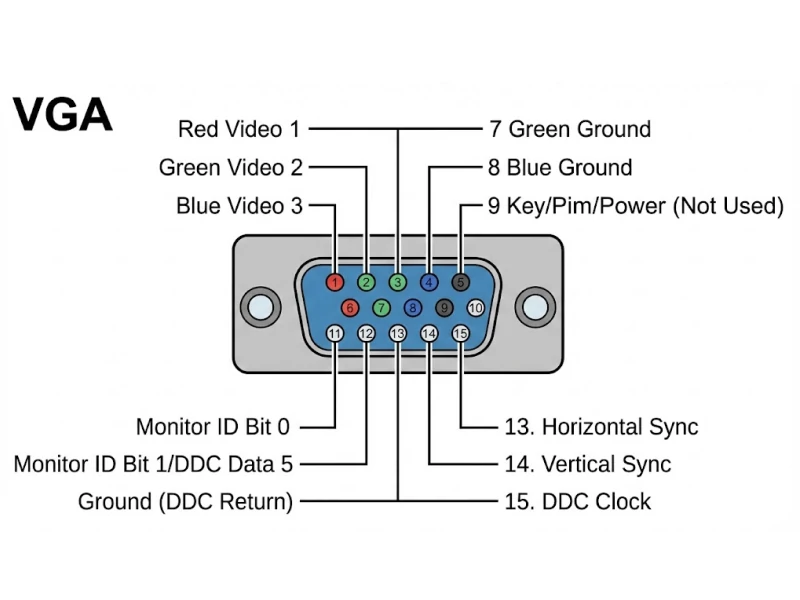 VGA
Red Video 1
7 Green Ground
Green Video 2
8 Blue Ground
Blue Video 3
9 Key/Pim/Power (Not Used)
1 2 3 4 5
6 7 8 9 10
11 12 13 14 15
Monitor ID Bit 0
13. Horizontal Sync
Monitor ID Bit 1/DDC Data 5
14. Vertical Sync
Ground (DDC Return)
15. DDC Clock